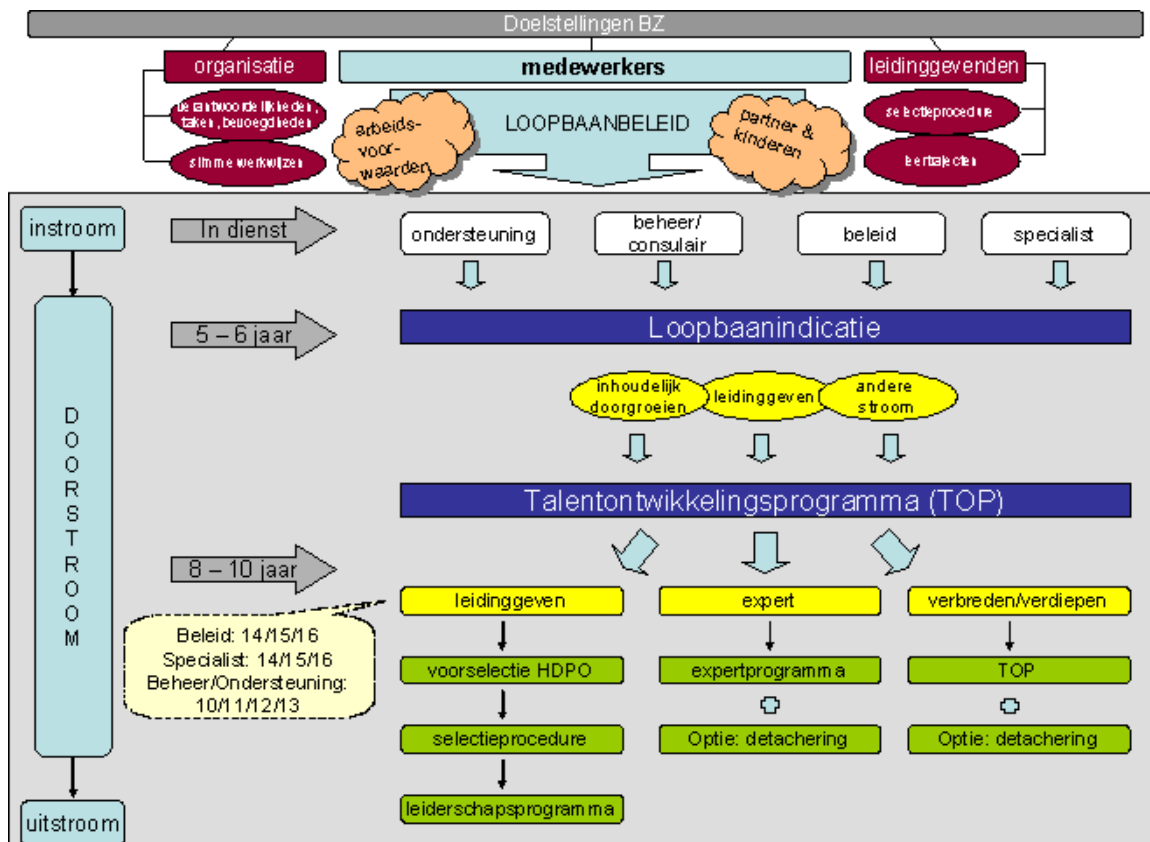 Doelstellingen BZ
organisatie
medewerkers
leidinggevenden
verantwoordelijkheden,
taken, bevoegdheden
slimme werkwijzen
arbeids-
voor-
waarden
LOOPBAANBELEID
partner &
kinderen
selectieprocedure
leertrajecten
instroom
In dienst
ondersteuning
beheer/
consulair
beleid
specialist
5 – 6 jaar
Loopbaanindicatie
DOORSTROOM
inhoudelijk
doorgroeien
leidinggeven
andere
stroom
Talentontwikkelingsprogramma (TOP)
8 – 10 jaar
leidinggeven
expert
verbreden/verdiepen
Beleid: 14/15/16
Specialist: 14/15/16
Beheer/Ondersteuning:
10/11/12/13
voorselectie HDPO
expertprogramma
TOP
selectieprocedure
Optie: detachering
Optie: detachering
leiderschapsprogramma
uitstroom